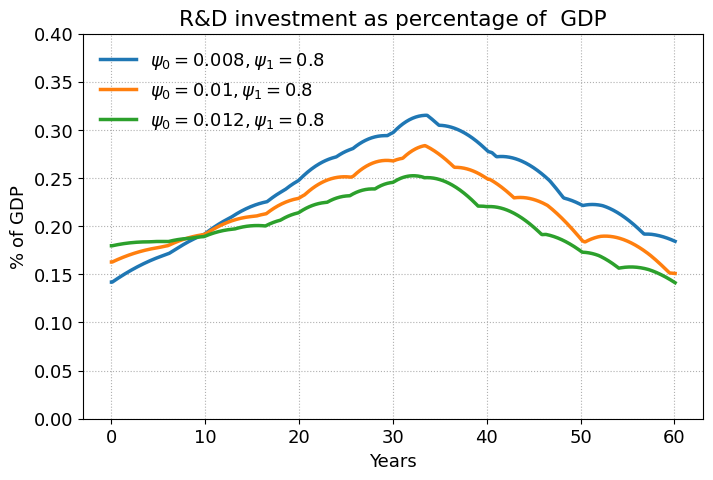 R&D investment as percentage of  GDP
0.40
0.35
0.30
0.25
0.20
0.15
0.10
0.05
0.00
% of GDP
ψ₀ = 0.008, ψ₁ = 0.8
ψ₀ = 0.01, ψ₁ = 0.8
ψ₀ = 0.012, ψ₁ = 0.8
0 10 20 30 40 50 60
Years